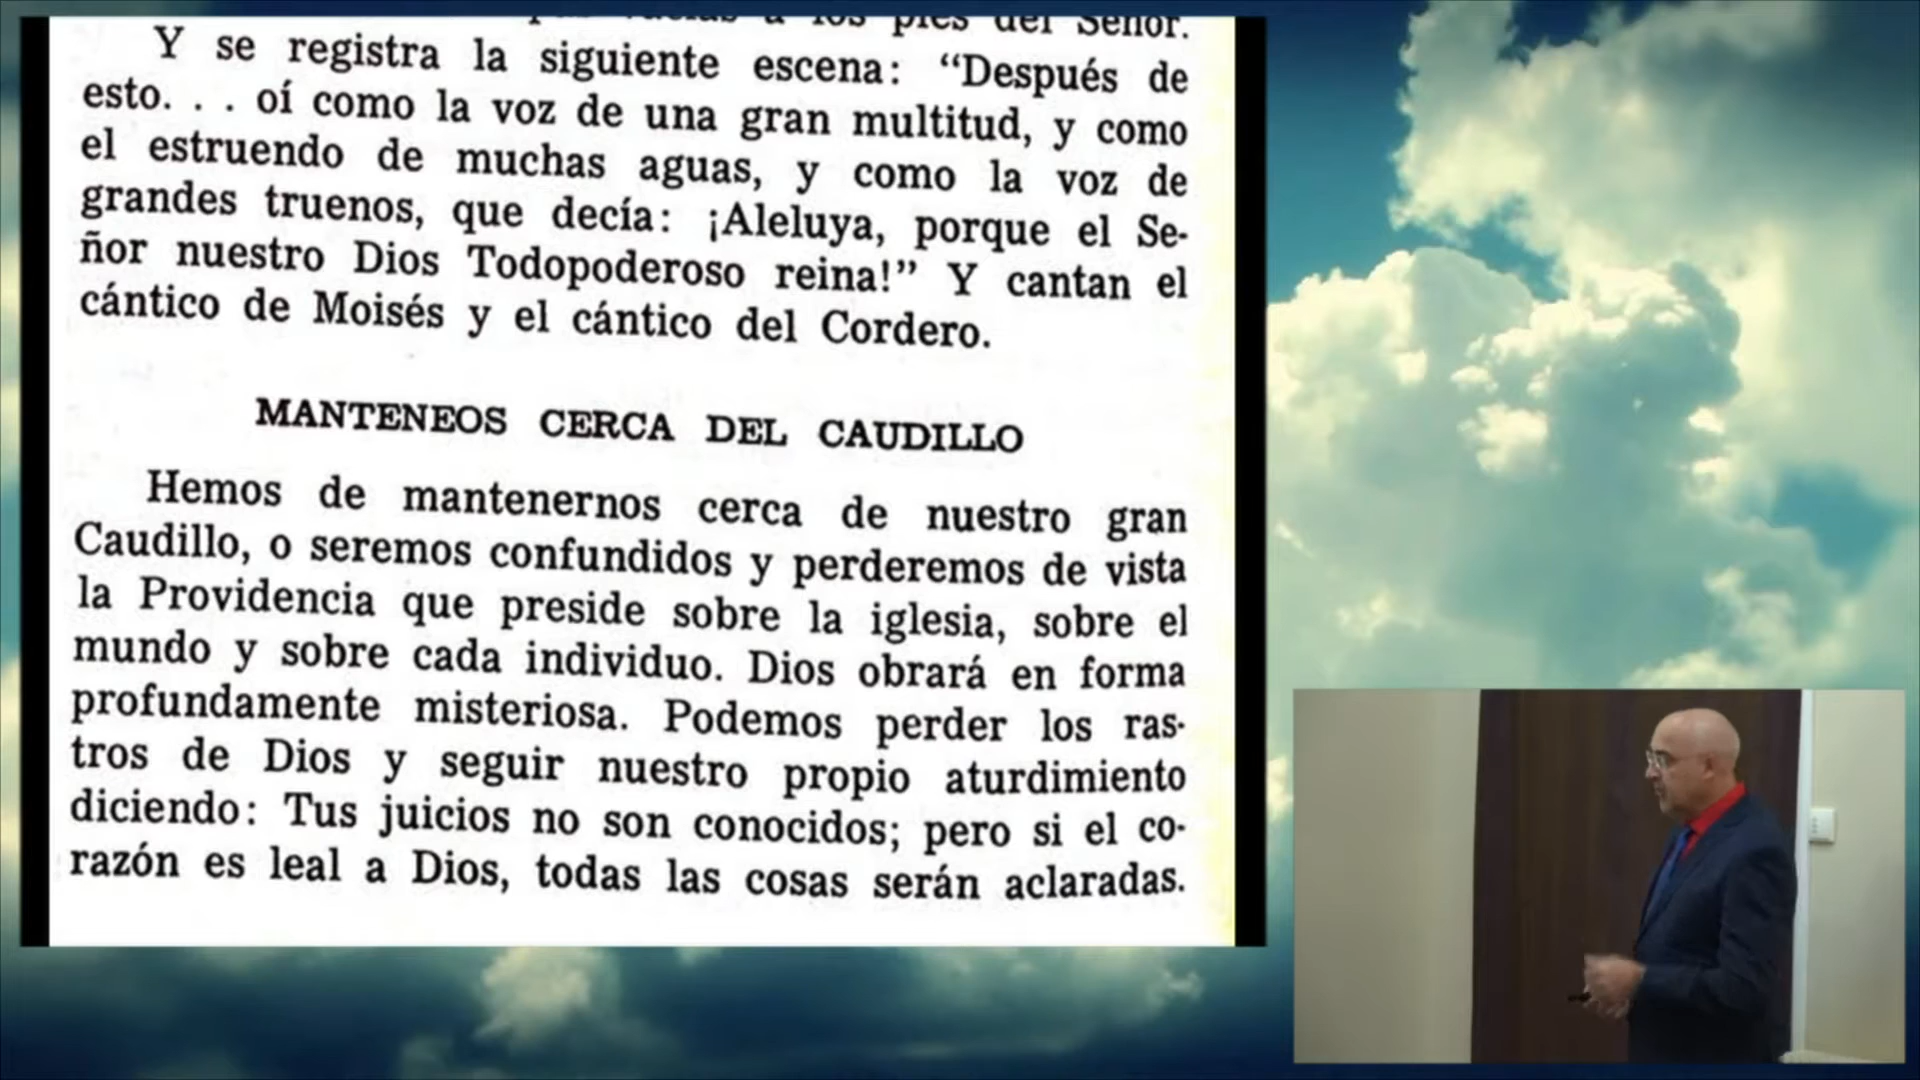 a los pies del Señor.
Y se registra la siguiente escena: “Después de
esto. . . oí como la voz de una gran multitud, y como
el estruendo de muchas aguas, y como la voz de
grandes truenos, que decía: ¡Aleluya, porque el Se-
ñor nuestro Dios Todopoderoso reina!” Y cantan el
cántico de Moisés y el cántico del Cordero.
MANTENEOS CERCA DEL CAUDILLO
Hemos de mantenernos cerca de nuestro gran
Caudillo, o seremos confundidos y perderemos de vista
la Providencia que preside sobre la iglesia, sobre el
mundo y sobre cada individuo. Dios obrará en forma
profundamente misteriosa. Podemos perder los ras-
tros de Dios y seguir nuestro propio aturdimiento
diciendo: Tus juicios no son conocidos; pero si el co-
razón es leal a Dios, todas las cosas serán aclaradas.